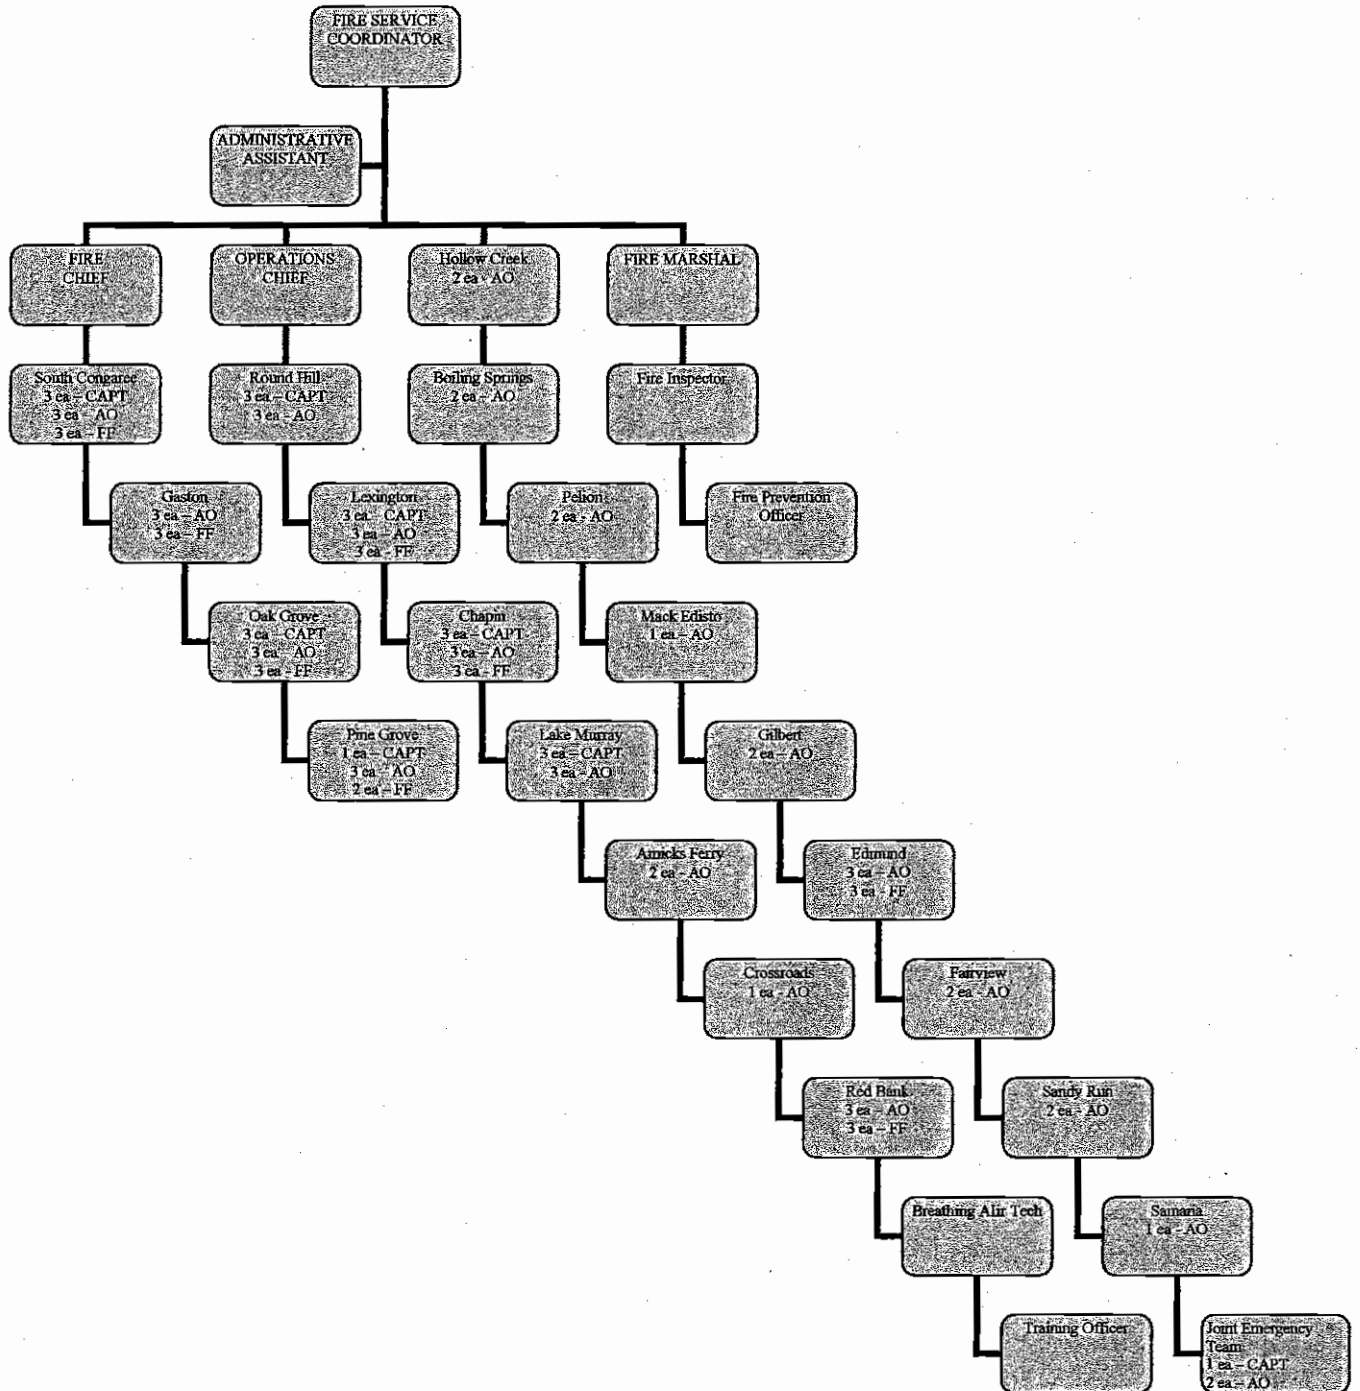 FIRE SERVICE
COORDINATOR
ADMINISTRATIVE
ASSISTANT
FIRE
CHIEF
OPERATIONS
CHIEF
Hollow Creek
2 ea - AO
FIRE MARSHAL
South Congaree
3 ea – CAPT
3 ea – AO
3 ea – FF
Round Hill
3 ea – CAPT
3 ea - AO
Boiling Springs
2 ea – AO
Fire Inspector
Gaston
3 ea – AO
3 ea – FF
Lexington
3 ea - CAPT
3 ea – AO
3 ea - FF
Pelion
2 ea - AO
Fire Prevention
Officer
Oak Grove
3 ea – CAPT
3 ea - AO
3 ea - FF
Chapin
3 ea – CAPT
3 ea – AO
3 ea - FF
Mack Edisto
1 ea – AO
Pine Grove
1 ea – CAPT
3 ea – AO
2 ea – FF
Lake Murray
3 ea – CAPT
3 ea – AO
Gilbert
2 ea – AO
Amicks Ferry
2 ea - AO
Edmund
3 ea – AO
3 ea - FF
Crossroads
1 ea - AO
Fairview
2 ea - AO
Red Bank
3 ea – AO
3 ea – FF
Sandy Run
2 ea - AO
Breathing AIir Tech
Samaria
1 ea - AO
Training Officer
Joint Emergency
Team
1 ea – CAPT
2 ea – AO